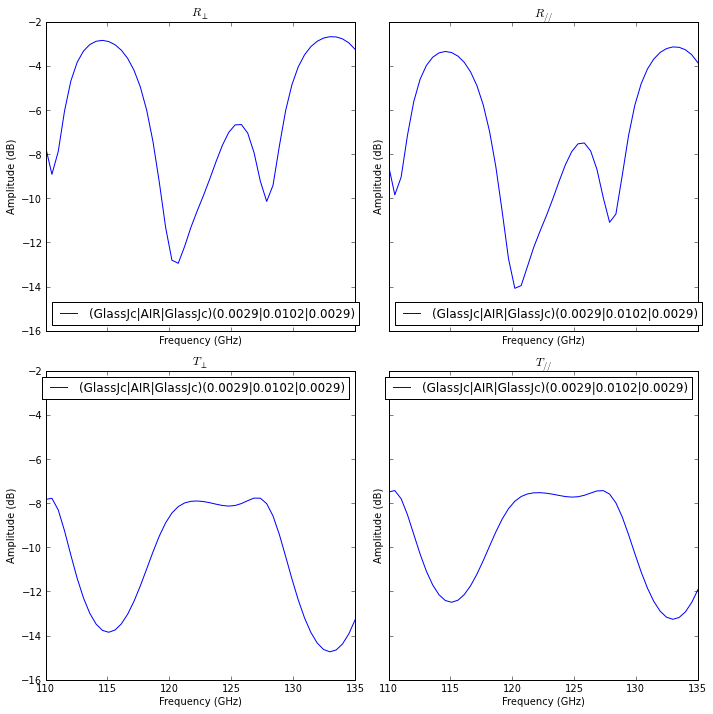 R⊥
R//
−2
−4
−6
−8
−10
−12
−14
−16
Amplitude (dB)
Amplitude (dB)
(GlassJc|AIR|GlassJc)(0.0029|0.0102|0.0029)
(GlassJc|AIR|GlassJc)(0.0029|0.0102|0.0029)
Frequency (GHz)
Frequency (GHz)
T⊥
T//
−2
−4
−6
−8
−10
−12
−14
−16
Amplitude (dB)
Amplitude (dB)
(GlassJc|AIR|GlassJc)(0.0029|0.0102|0.0029)
(GlassJc|AIR|GlassJc)(0.0029|0.0102|0.0029)
110 115 120 125 130 135
110 115 120 125 130 135
Frequency (GHz)
Frequency (GHz)